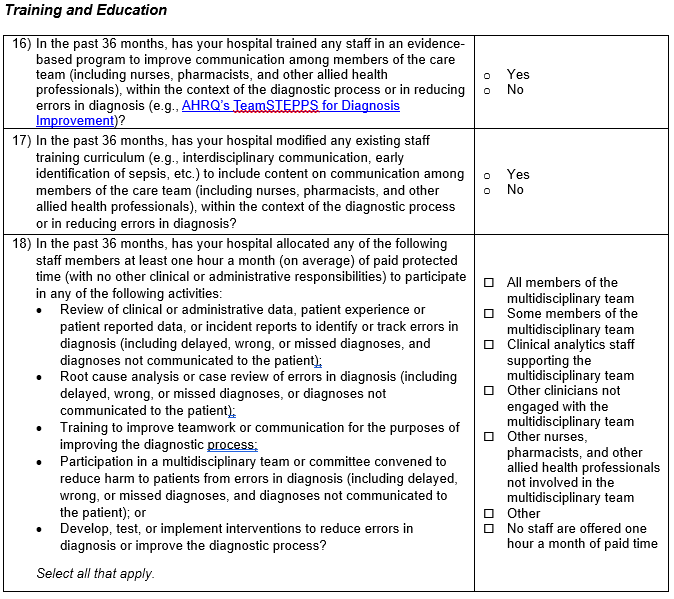 Training and Education
16) In the past 36 months, has your hospital trained any staff in an evidence-
based program to improve communication among members of the care
team (including nurses, pharmacists, and other allied health
professionals), within the context of the diagnostic process or in reducing
errors in diagnosis (e.g., AHRQ's TeamSTEPPS for Diagnosis
Improvement)?
o Yes
o No
17) In the past 36 months, has your hospital modified any existing staff
training curriculum (e.g., interdisciplinary communication, early
identification of sepsis, etc.) to include content on communication among
members of the care team (including nurses, pharmacists, and other
allied health professionals), within the context of the diagnostic process
or in reducing errors in diagnosis?
o Yes
o No
18) In the past 36 months, has your hospital allocated any of the following
staff members at least one hour a month (on average) of paid protected
time (with no other clinical or administrative responsibilities) to participate
in any of the following activities:
• Review of clinical or administrative data, patient experience or
patient reported data, or incident reports to identify or track errors in
diagnosis (including delayed, wrong, or missed diagnoses, and
diagnoses not communicated to the patient);
• Root cause analysis or case review of errors in diagnosis (including
delayed, wrong, or missed diagnoses, or diagnoses not
communicated to the patient);
• Training to improve teamwork or communication for the purposes of
improving the diagnostic process;
• Participation in a multidisciplinary team or committee convened to
reduce harm to patients from errors in diagnosis (including delayed,
wrong, or missed diagnoses, and diagnoses not communicated to
the patient); or
• Develop, test, or implement interventions to reduce errors in
diagnosis or improve the diagnostic process?
Select all that apply.
☐ All members of the
multidisciplinary team
☐ Some members of the
multidisciplinary team
☐ Clinical analytics staff
supporting the
multidisciplinary team
☐ Other clinicians not
engaged with the
multidisciplinary team
☐ Other nurses,
pharmacists, and other
allied health professionals
not involved in the
multidisciplinary team
☐ Other
☐ No staff are offered one
hour a month of paid time